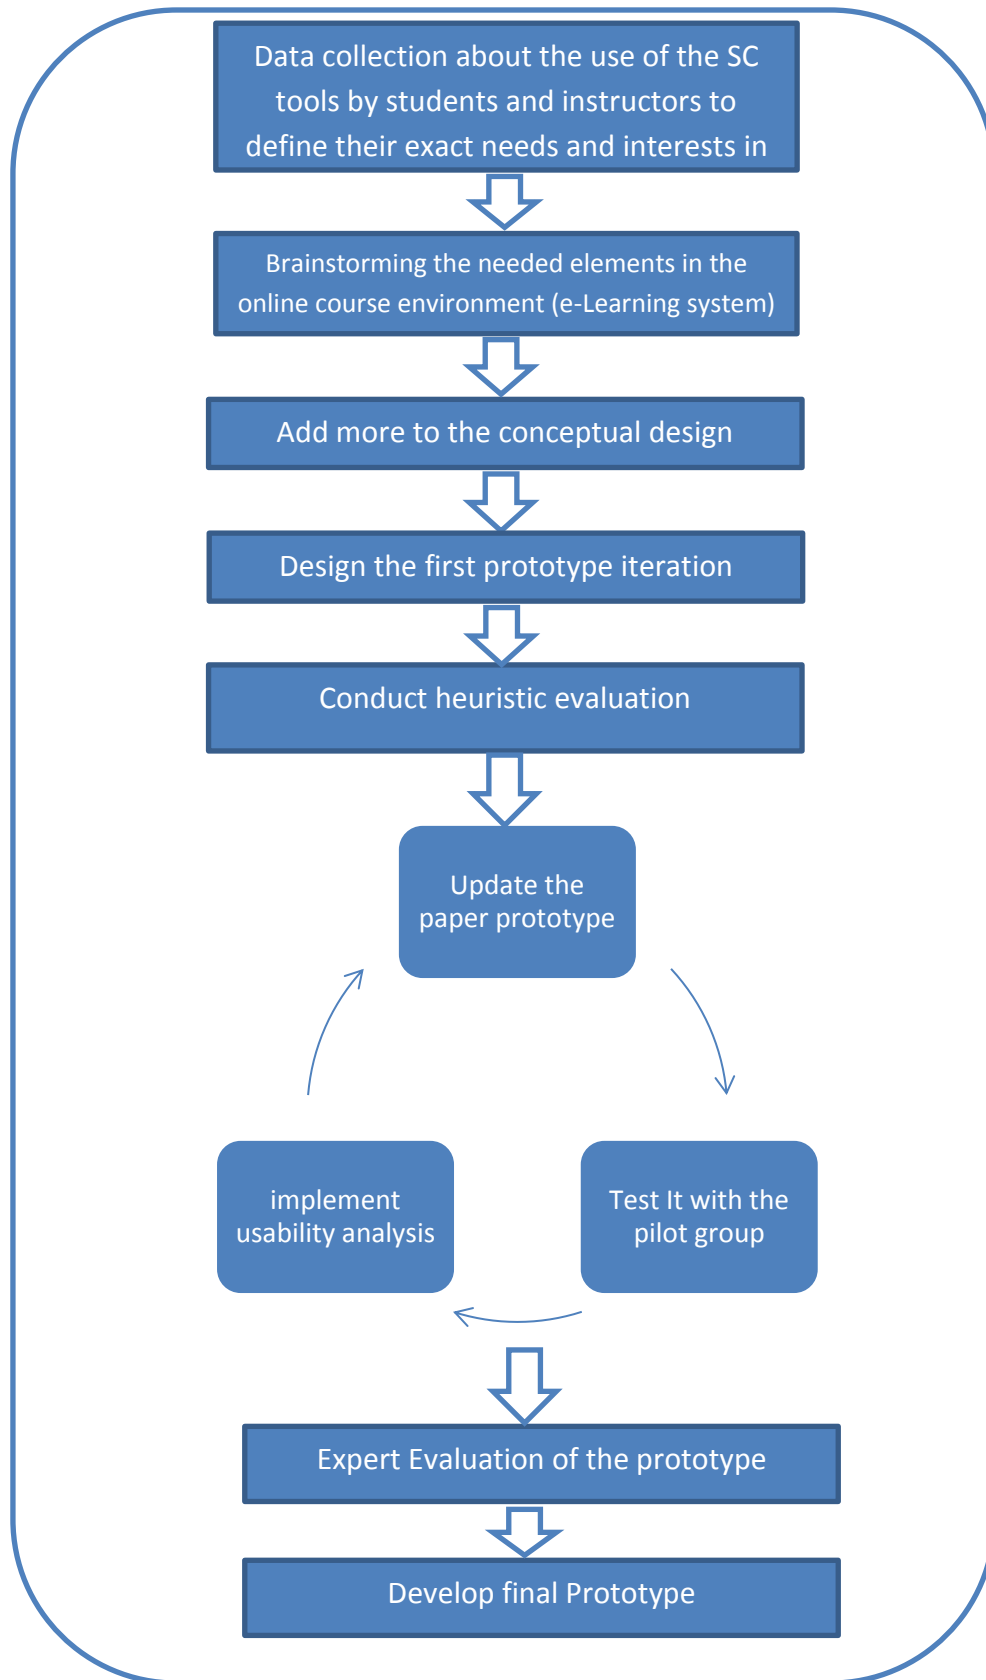 Data collection about the use of the SC
tools by students and instructors to
define their exact needs and interests in
Brainstorming the needed elements in the
online course environment (e-Learning system)
Add more to the conceptual design
Design the first prototype iteration
Conduct heuristic evaluation
Update the
paper prototype
implement
usability analysis
Test It with the
pilot group
Expert Evaluation of the prototype
Develop final Prototype